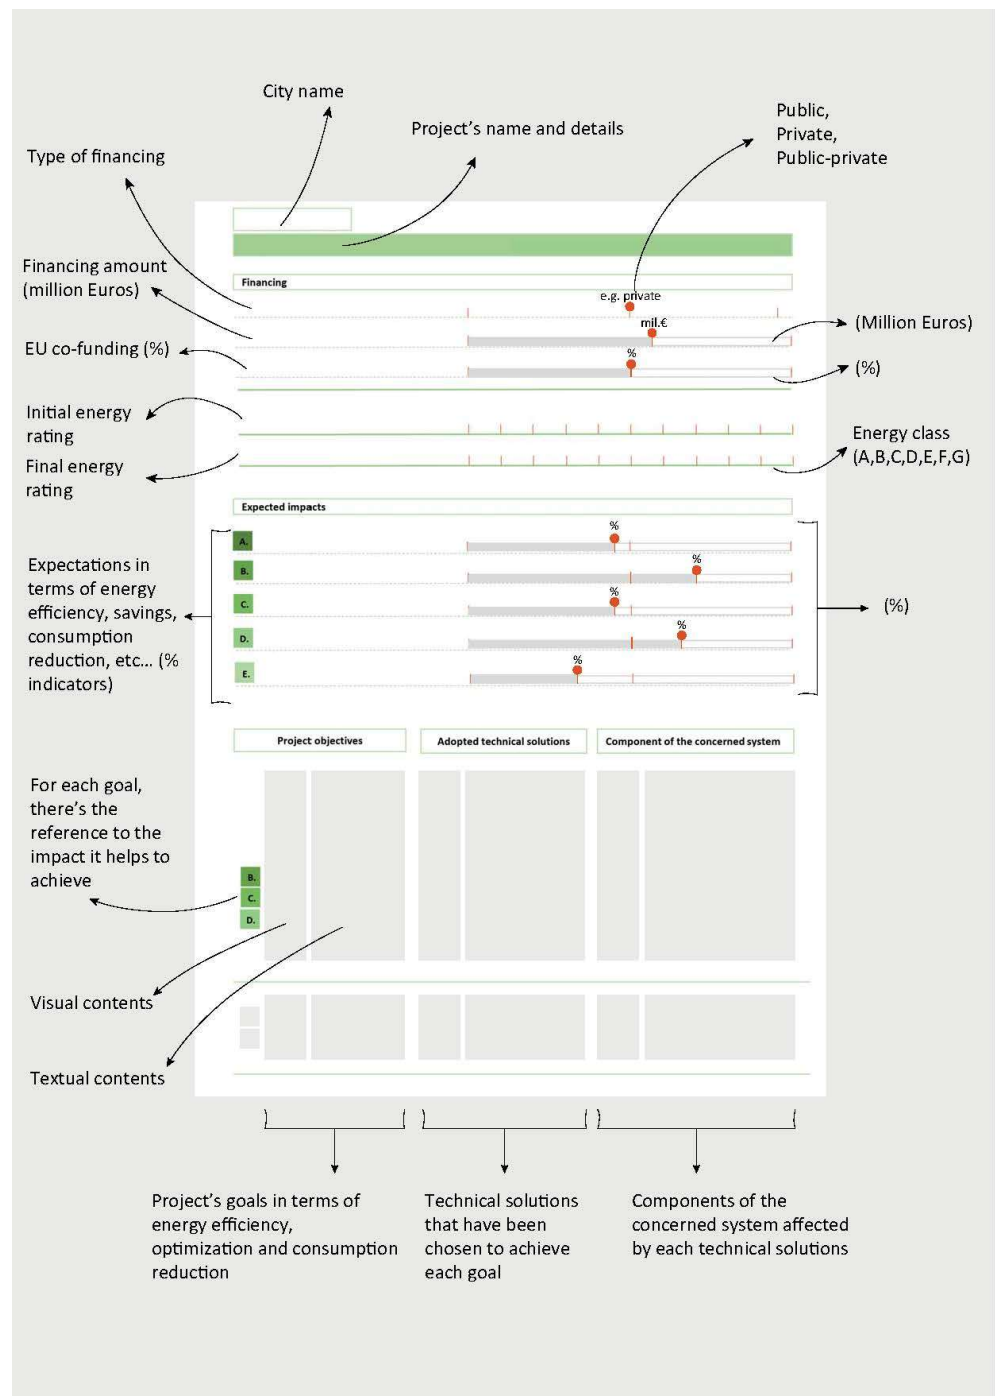 City name
Project's name and details
Public,
Private,
Public-private
Type of financing
Financing amount
(million Euros)
Financing
e.g. private
mil.€
(Million Euros)
EU co-funding (%)
%
(%)
Initial energy
rating
Energy class
(A,B,C,D,E,F,G)
Final energy
rating
Expected impacts
A.
%
B.
%
C.
%
D.
%
E.
%
Expectations in
terms of energy
efficiency, savings,
consumption
reduction, etc... (%
indicators)
(%)
Project objectives
Adopted technical solutions
Component of the concerned system
For each goal,
there's the
reference to the
impact it helps to
achieve
B.
C.
D.
Visual contents
Textual contents
Project's goals in terms of
energy efficiency,
optimization and consumption
reduction
Technical solutions
that have been
chosen to achieve
each goal
Components of the
concerned system affected
by each technical solutions